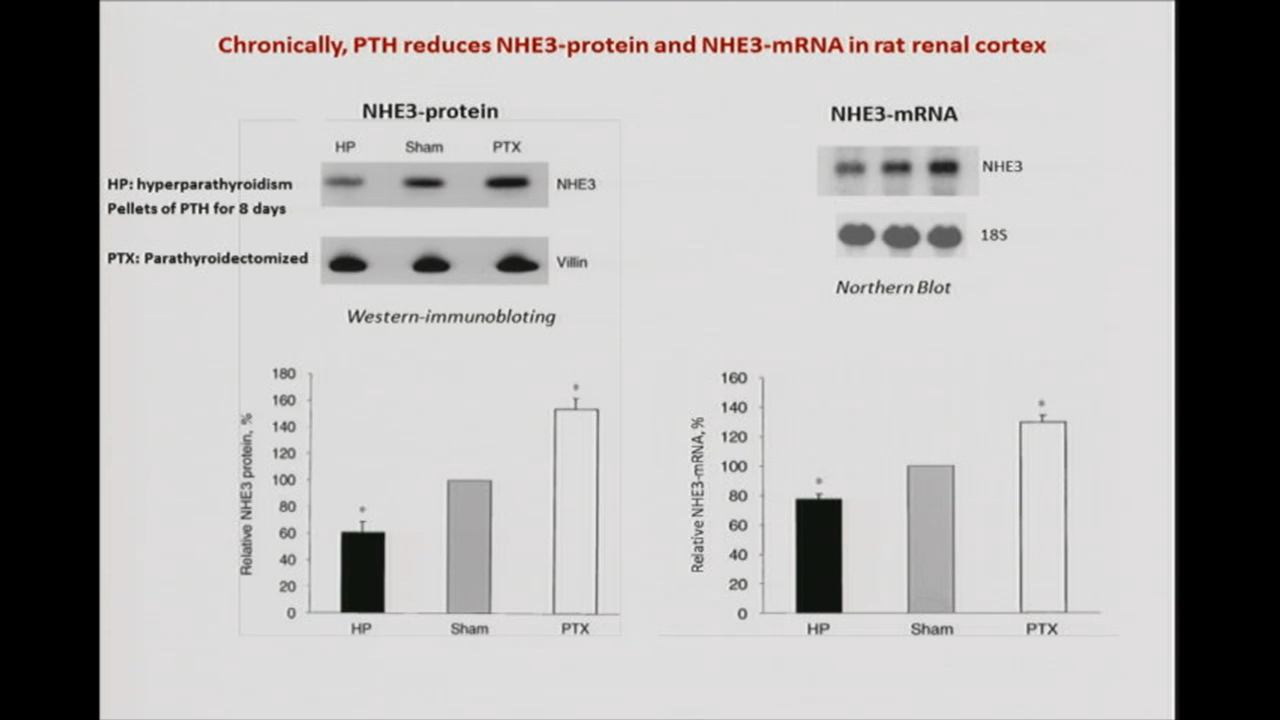 Chronically, PTH reduces NHE3-protein and NHE3-mRNA in rat renal cortex
NHE3-protein
HP Sham PTX
HP: hyperparathyroidism
Pellets of PTH for 8 days
NHE3
PTX: Parathyroidectomized
Villin
Western-immunobloting
NHE3-mRNA
NHE3
18S
Northern Blot
Relative NHE3 protein, %
180
160
140
120
100
80
60
40
20
0
*
*
HP Sham PTX
Relative NHE3-mRNA, %
160
140
120
100
80
60
40
20
0
*
*
HP Sham PTX